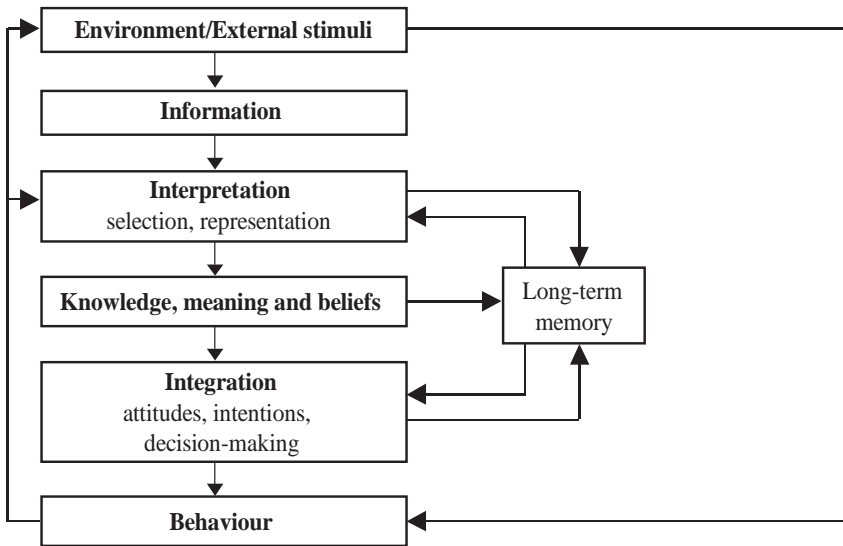 Environment/External stimuli
Information
Interpretation
selection, representation
Knowledge, meaning and beliefs
Long-term
memory
Integration
attitudes, intentions,
decision-making
Behaviour